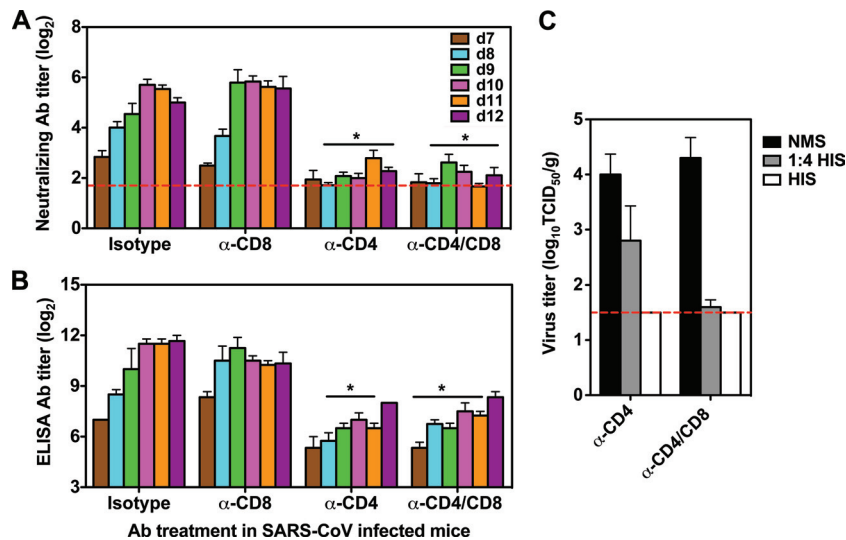 A
Neutralizing Ab titer (log2)
8
6
4
2
0
d7
d8
d9
d10
d11
d12
*
*
Isotype
α-CD8
α-CD4
α-CD4/CD8
B
ELISA Ab titer (log2)
15
12
9
6
3
*
*
Isotype
α-CD8
α-CD4
α-CD4/CD8
Ab treatment in SARS-CoV infected mice
C
Virus titer (log10TCID50/g)
5
4
3
2
1
0
NMS
1:4 HIS
HIS
α-CD4
α-CD4/CD8